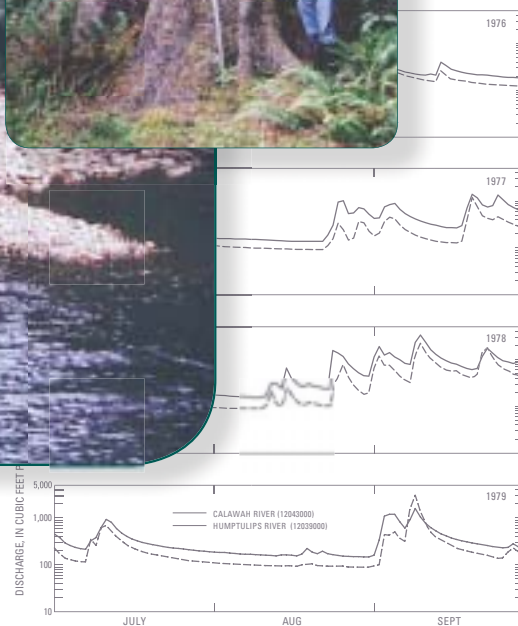 1976
1977
1978
DISCHARGE, IN CUBIC FEET
1979
5,000
1,000
100
10
CALAWAH RIVER (12043000)
HUMPTULIPS RIVER (12039000)
JULY
AUG
SEPT